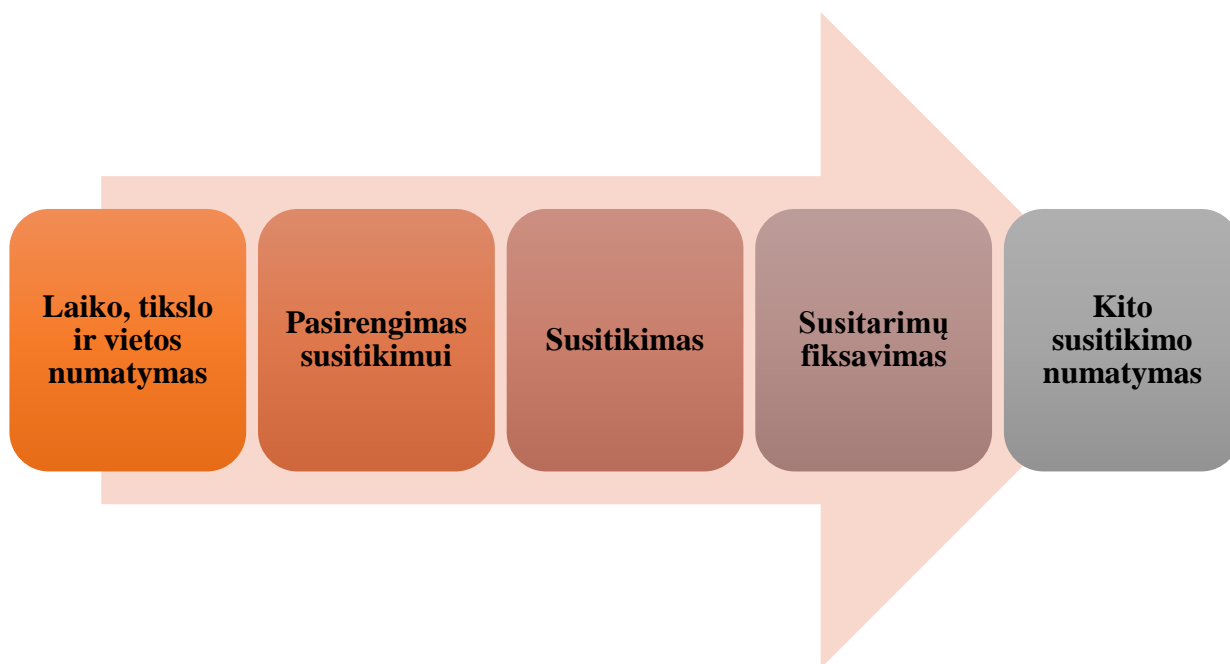 Laiko, tikslo
ir vietos
numatymas
Pasirengimas
susitikimui
Susitikimas
Susitarimų
fiksavimas
Kito
susitikimo
numatymas